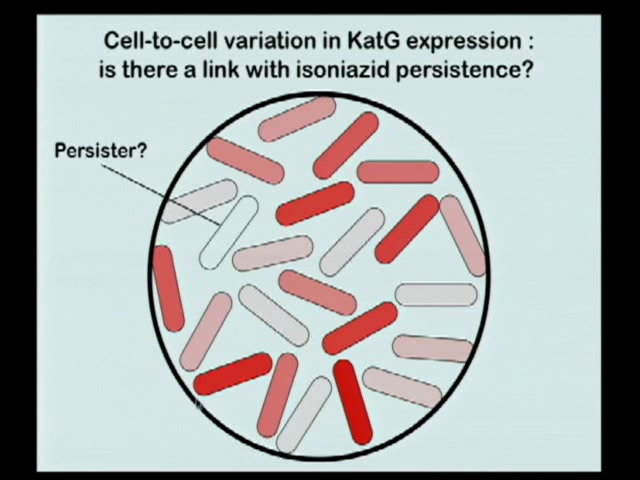 Cell-to-cell variation in KatG expression :
is there a link with isoniazid persistence?
Persister?